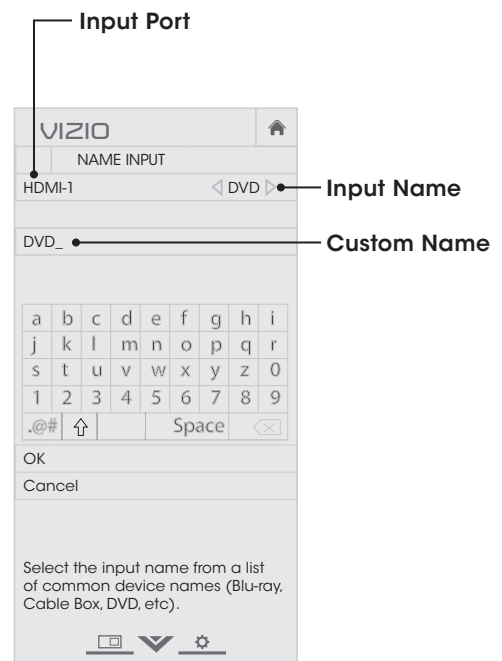 Input Port
VIZIO
NAME INPUT
HDMI-1 DVD Input Name
DVD_ Custom Name
a b c d e f g h i
j k l m n o p q r
s t u v w x y z 0
1 2 3 4 5 6 7 8 9
.@# Space
OK
Cancel
Select the input name from a list
of common device names (Blu-ray,
Cable Box, DVD, etc).